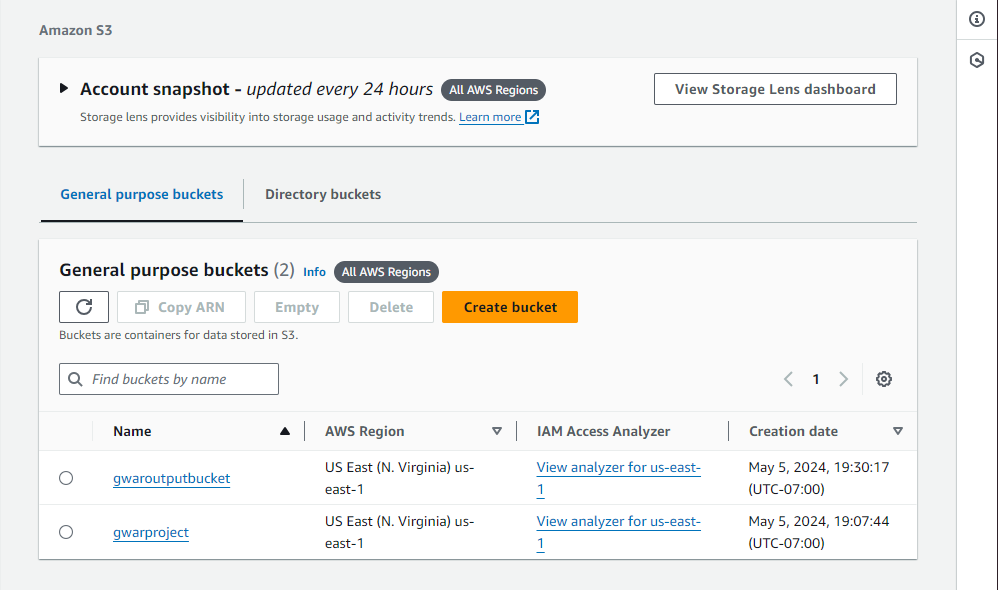 Amazon S3
Account snapshot - updated every 24 hours All AWS Regions
View Storage Lens dashboard
Storage lens provides visibility into storage usage and activity trends. Learn more
General purpose buckets
Directory buckets
General purpose buckets (2) Info All AWS Regions
Copy ARN
Empty
Delete
Create bucket
Buckets are containers for data stored in S3.
Find buckets by name
1
Name
AWS Region
IAM Access Analyzer
Creation date
gwaroutputbucket
US East (N. Virginia) us-
east-1
View analyzer for us-east-
1
May 5, 2024, 19:30:17
(UTC-07:00)
gwarproject
US East (N. Virginia) us-
east-1
View analyzer for us-east-
1
May 5, 2024, 19:07:44
(UTC-07:00)